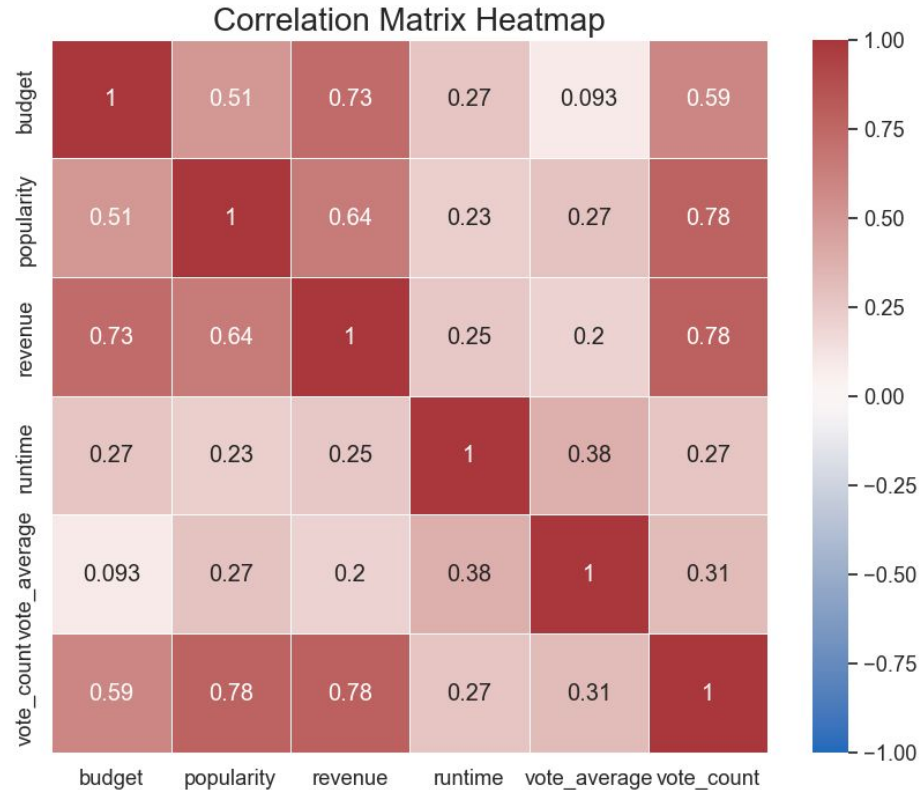 Correlation Matrix Heatmap
budget 1 0.51 0.73 0.27 0.093 0.59
popularity 0.51 1 0.64 0.23 0.27 0.78
revenue 0.73 0.64 1 0.25 0.2 0.78
runtime 0.27 0.23 0.25 1 0.38 0.27
vote_average 0.093 0.27 0.2 0.38 1 0.31
vote_count 0.59 0.78 0.78 0.27 0.31 1
budget popularity revenue runtime vote_average vote_count
1.00
0.75
0.50
0.25
0.00
−0.25
−0.50
−0.75
−1.00